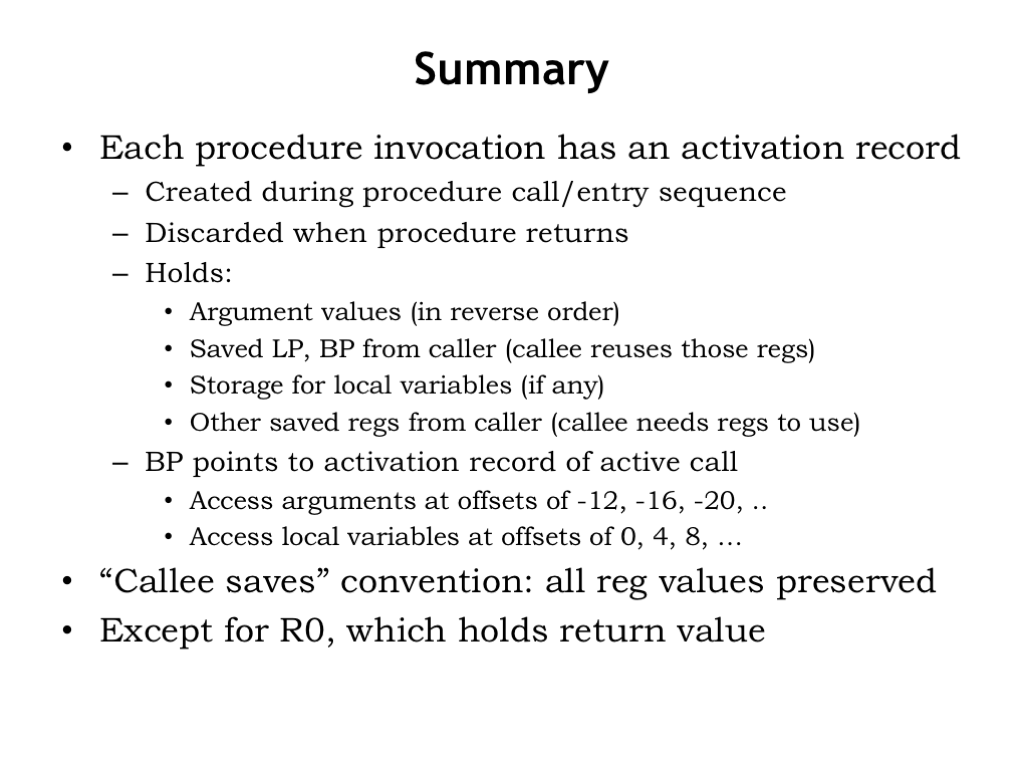 Summary
• Each procedure invocation has an activation record
– Created during procedure call/entry sequence
– Discarded when procedure returns
– Holds:
• Argument values (in reverse order)
• Saved LP, BP from caller (callee reuses those regs)
• Storage for local variables (if any)
• Other saved regs from caller (callee needs regs to use)
– BP points to activation record of active call
• Access arguments at offsets of -12, -16, -20, ..
• Access local variables at offsets of 0, 4, 8, …
• “Callee saves” convention: all reg values preserved
• Except for R0, which holds return value